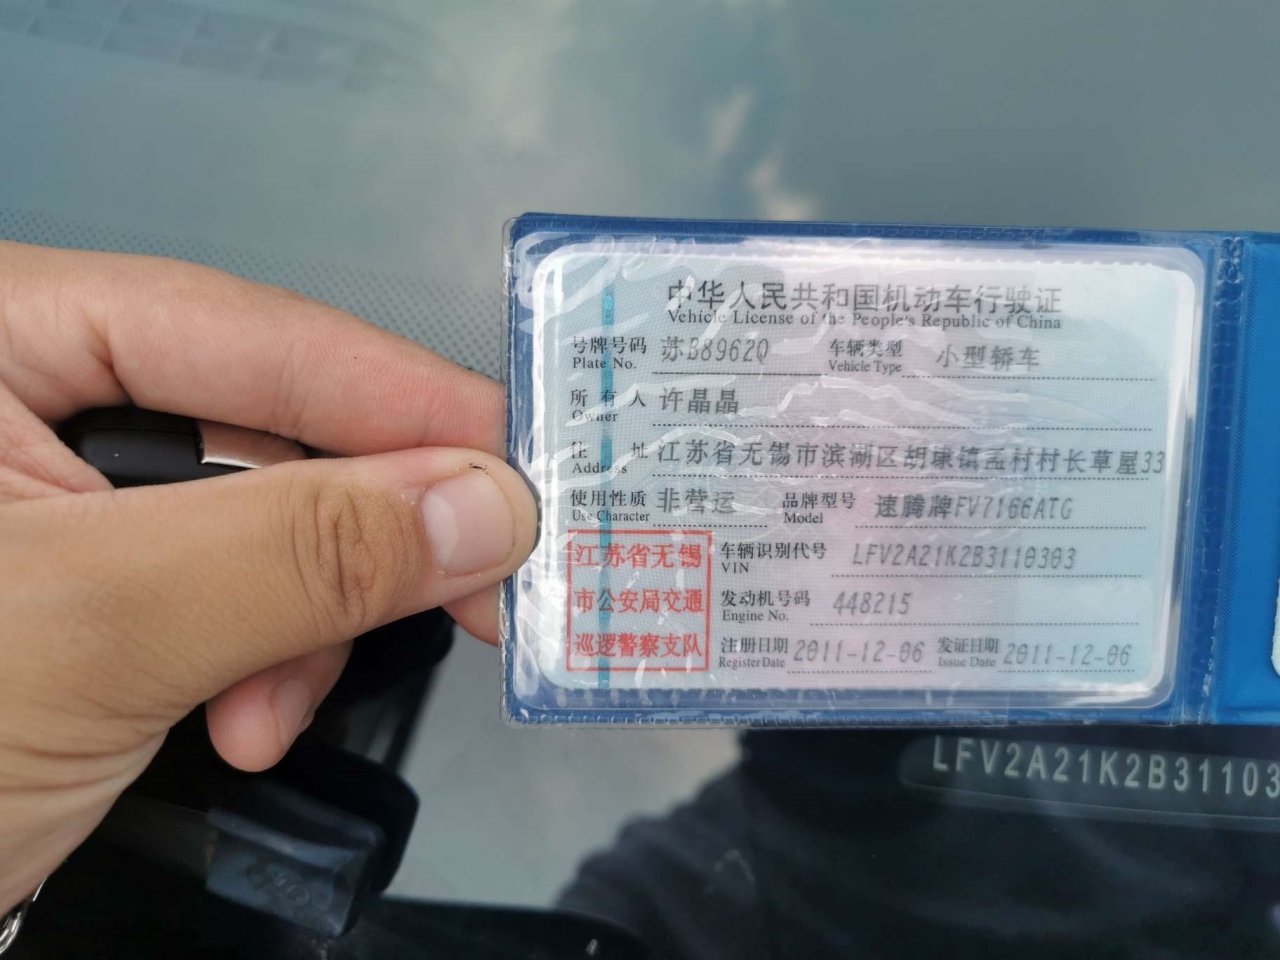 中华人民共和国机动车行驶证
Vehicle License of the People's Republic of China
号牌号码 苏B8962Q 车辆类型 小型轿车
Plate No. Vehicle Type
所有人 许晶晶
Owner
住址 江苏省无锡市滨湖区胡埭镇孟村村长草屋33
Address
使用性质 非营运 品牌型号 速腾牌FV7166ATG
Use Character Model
江苏省无锡 车辆识别代号 LFV2A21K2B3110303
VIN
市公安局交通 发动机号码 448215
Engine No.
巡逻警察支队 注册日期 2011-12-06 发证日期 2011-12-06
Register Date Issue Date
LFV2A21K2B31103